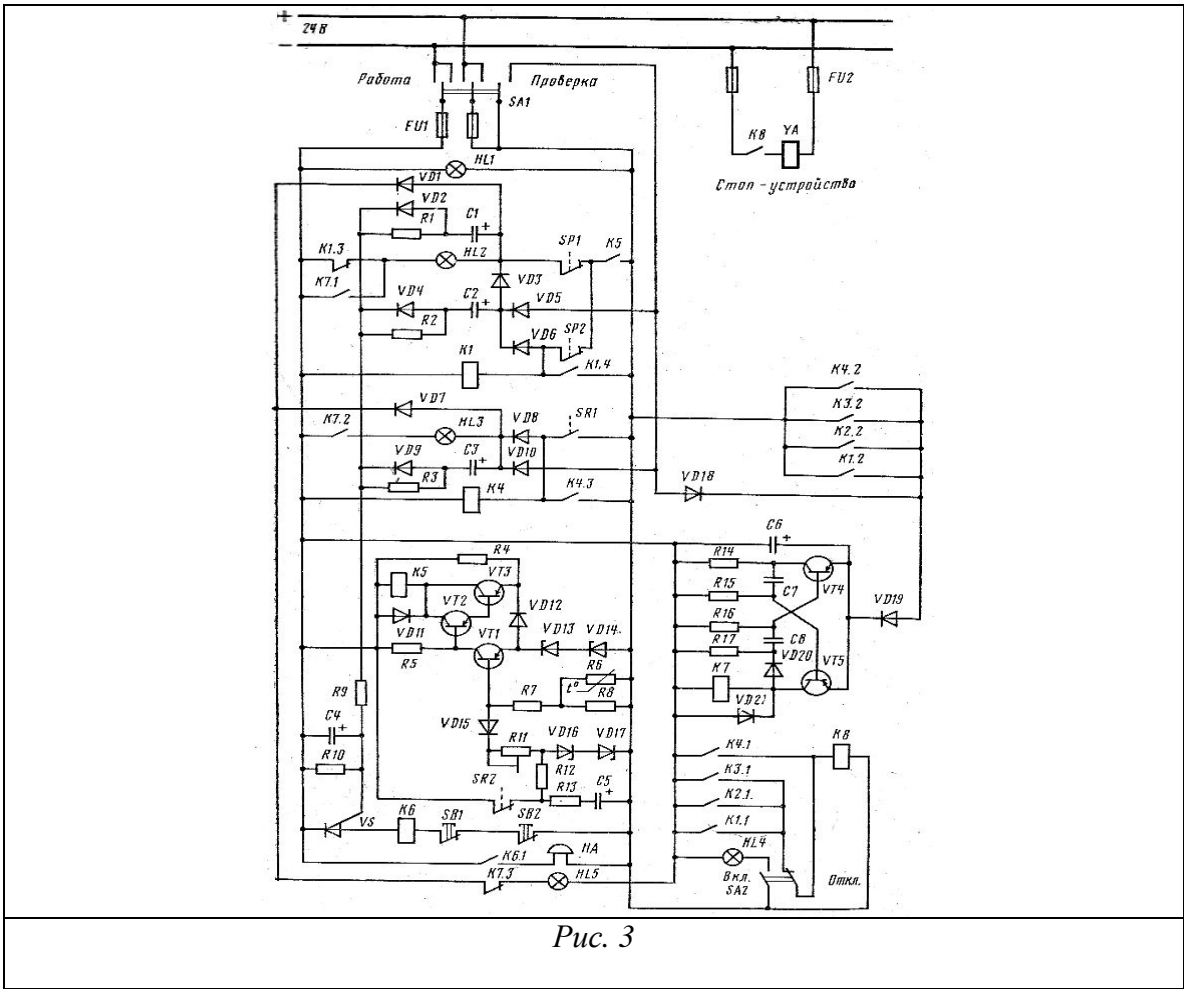 +
24В
−
Работа
Проверка
SA1
FU1
FU2
K8
YA
Стоп-устройства
HL1
VD1
VD2
R1
C1
+
K1.3
HL2
SP1
K5
K7.1
VD3
VD4
C2
+
VD5
R2
VD6
SP2
K1
K1.4
K4.2
VD7
K3.2
K7.2
HL3
VD8
SR1
K2.2
VD9
C3
+
VD10
K1.2
R3
K4
K4.3
VD18
C6
+
R4
R14
K5
VT3
R15
C7
VT4
VT2
VD12
VD19
R16
VD11
VT1
VD13
VD14
C8
R5
R17
VD20
VT5
R6
K7
t°
R7
R8
R9
VD21
VD15
C4
+
R11
VD16
VD17
K4.1
K8
R10
R12
K3.1
SR2
R13
C5
+
K2.1
VS
K6
SB1
SB2
K1.1
HL4
K6.1
HA
K7.3
HL5
Вкл.
SA2
Откл.
Рис. 3